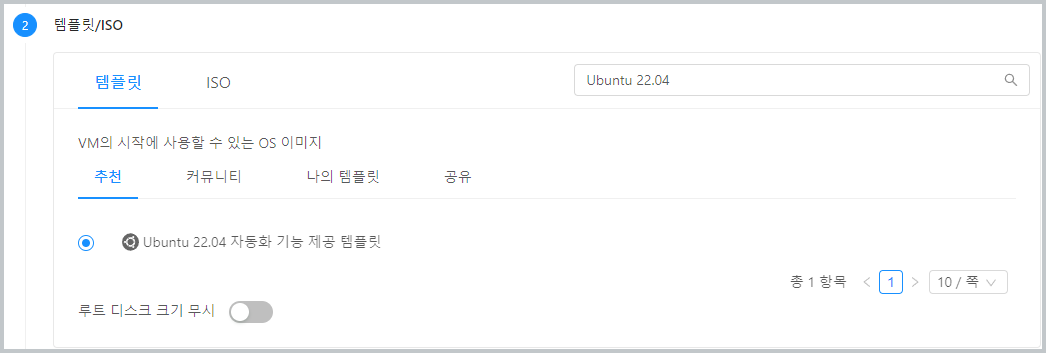 2 템플릿/ISO
템플릿 ISO Ubuntu 22.04
VM의 시작에 사용할 수 있는 OS 이미지
추천 커뮤니티 나의 템플릿 공유
Ubuntu 22.04 자동화 기능 제공 템플릿
총 1 항목 < 1 > 10 / 쪽
루트 디스크 크기 무시